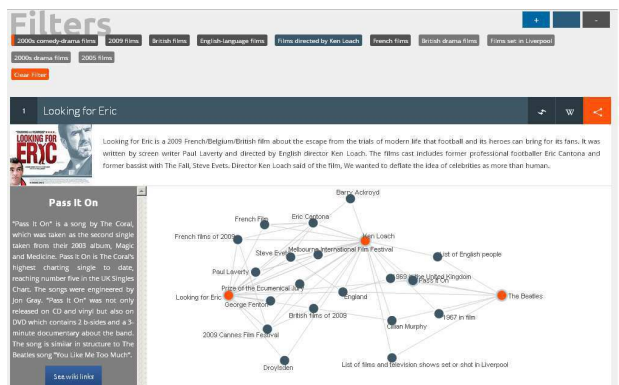 Filters
+
-
2000s comedy-drama films 2009 films British films English-language films Films directed by Ken Loach French films British drama films Films set in Liverpool
2000s drama films 2005 films
Clear Filter
1 Looking for Eric W
LOOKING FOR
ERIC
Looking for Eric is a 2009 French/Belgium/British film about the escape from the trials of modern life that football and its heroes can bring for its fans. It was
written by screen writer Paul Laverty and directed by English director Ken Loach. The films cast includes former professional footballer Eric Cantona and
former bassist with The Fall, Steve Evets. Director Ken Loach said of the film, We wanted to deflate the idea of celebrities as more than human.
Pass It On
"Pass It On" is a song by The Coral,
which was taken as the second single
taken from their 2003 album, Magic
and Medicine. Pass It On is The Coral's
highest charting single to date,
reaching number five in the UK Singles
Chart. The songs were engineered by
Jon Gray. "Pass It On" was not only
released on CD and vinyl but also on
DVD which contains 2 b-sides and a 3-
minute documentary about the band.
The song is similar in structure to The
Beatles song "You Like Me Too Much".
See wiki links
Barry Ackroyd
French Film
Eric Cantona
French films of 2009
Ken Loach
Steve Evets
Melbourne International Film Festival
List of English people
Paul Laverty
1969 in the United Kingdom
Pass It On
Prize of the Ecumenical Jury
Looking for Eric
England
The Beatles
George Fenton
British films of 2009
1967 in film
Cillian Murphy
2009 Cannes Film Festival
Droylsden
List of films and television shows set or shot in Liverpool